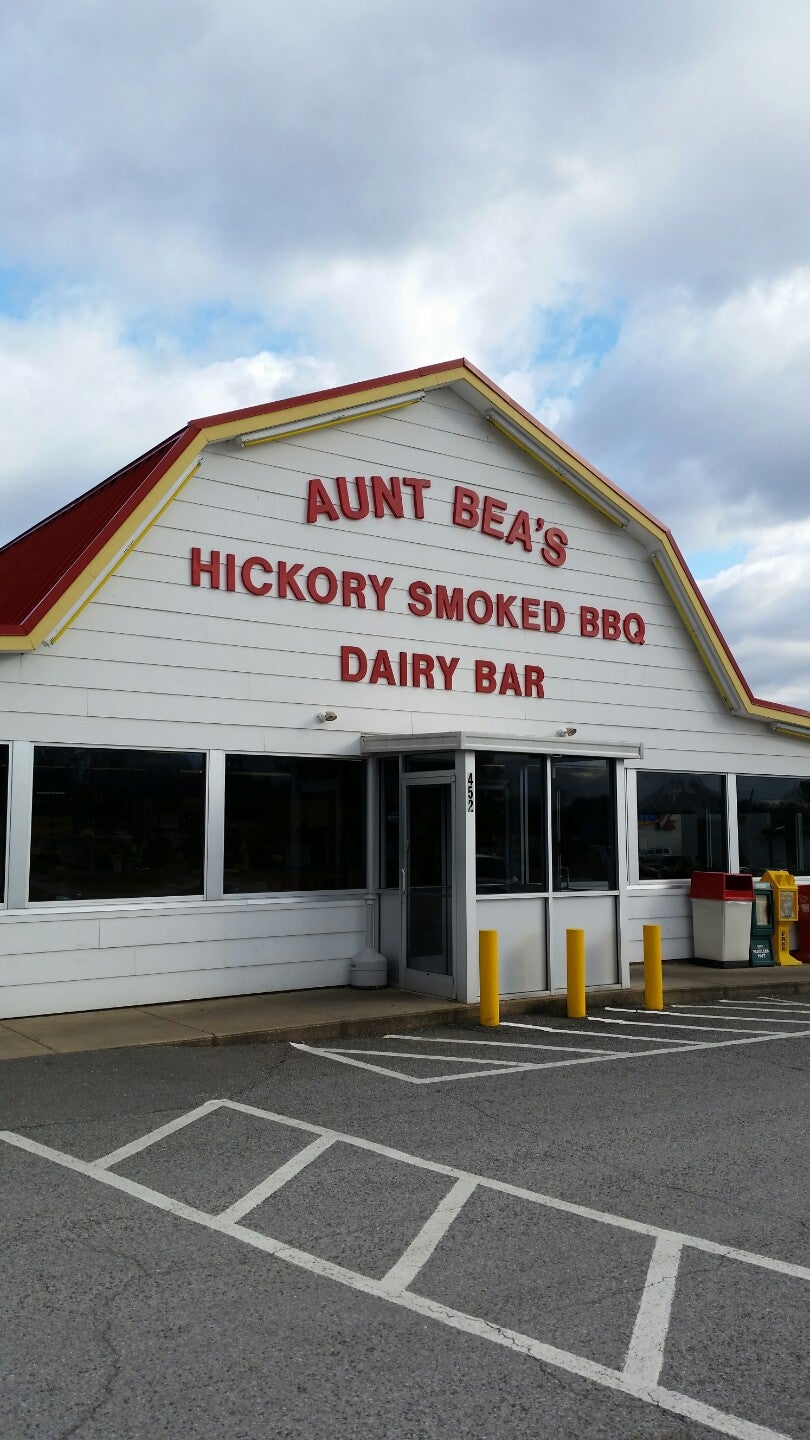 AUNT BEA'S
HICKORY SMOKED BBQ
DAIRY BAR
452